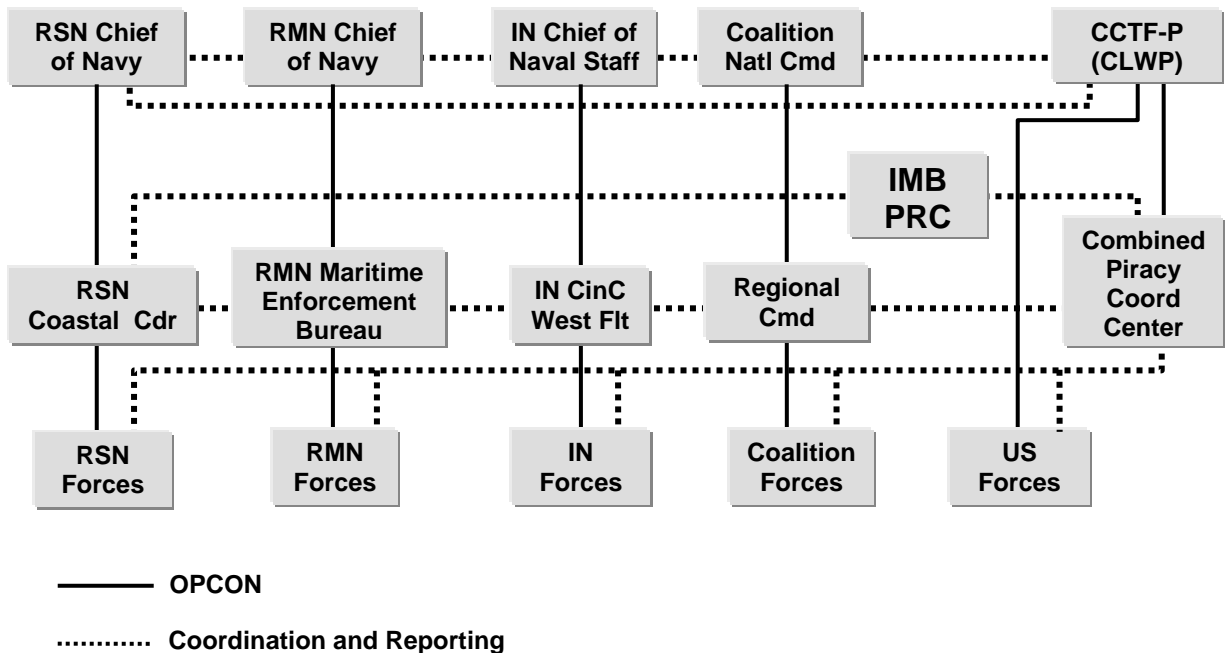 RSN Chief
of Navy
RMN Chief
of Navy
IN Chief of
Naval Staff
Coalition
Natl Cmd
CCTF-P
(CLWP)
IMB
PRC
RSN
Coastal Cdr
RMN Maritime
Enforcement
Bureau
IN CinC
West Flt
Regional
Cmd
Combined
Piracy
Coord
Center
RSN
Forces
RMN
Forces
IN
Forces
Coalition
Forces
US
Forces
OPCON
Coordination and Reporting